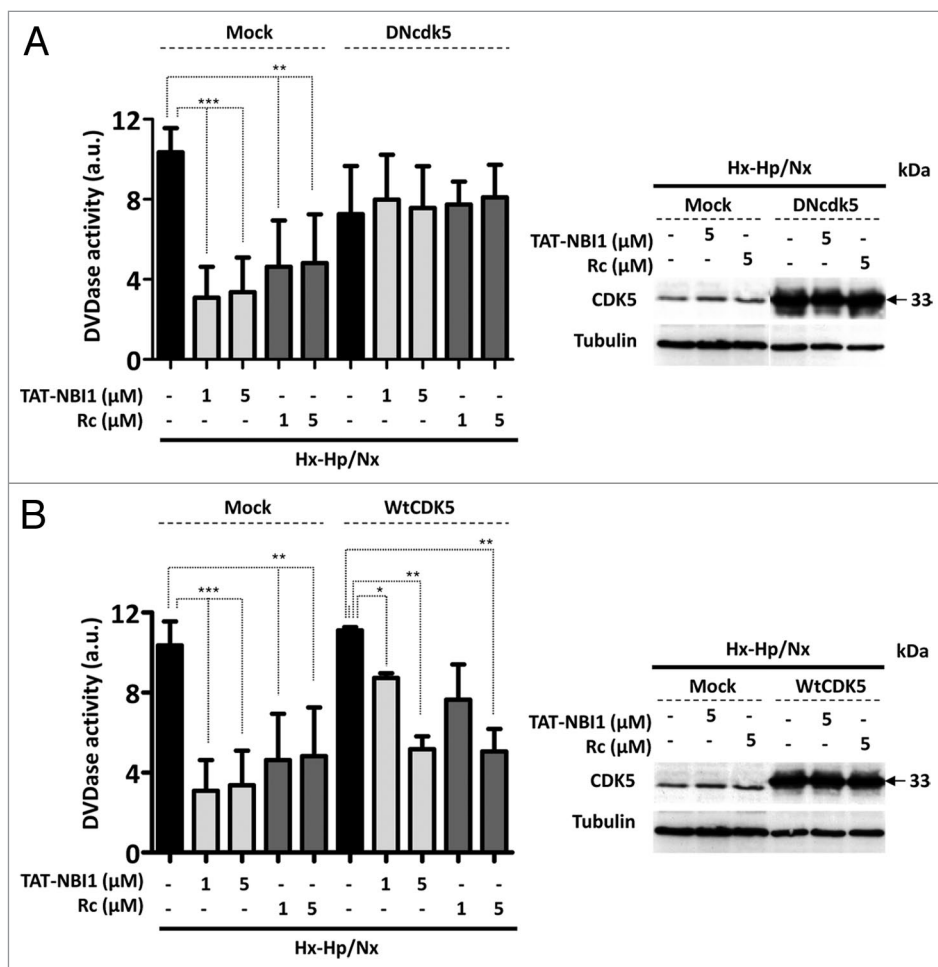 A
Mock DNcdk5
**
***
DVDase activity (a.u.)
12
8
4
0
TAT-NBI1 (μM) - 1 5 - - - 1 5 - -
Rc (μM) - - - 1 5 - - - 1 5
Hx-Hp/Nx
Hx-Hp/Nx kDa
Mock DNcdk5
TAT-NBI1 (μM) - 5 - - 5 -
Rc (μM) - - 5 - - 5
CDK5 33
Tubulin
B
Mock WtCDK5
** **
*** ** *
DVDase activity (a.u.)
12
8
4
0
TAT-NBI1 (μM) - 1 5 - - - 1 5 - -
Rc (μM) - - - 1 5 - - - 1 5
Hx-Hp/Nx
Hx-Hp/Nx kDa
Mock WtCDK5
TAT-NBI1 (μM) - 5 - - 5 -
Rc (μM) - - 5 - - 5
CDK5 33
Tubulin